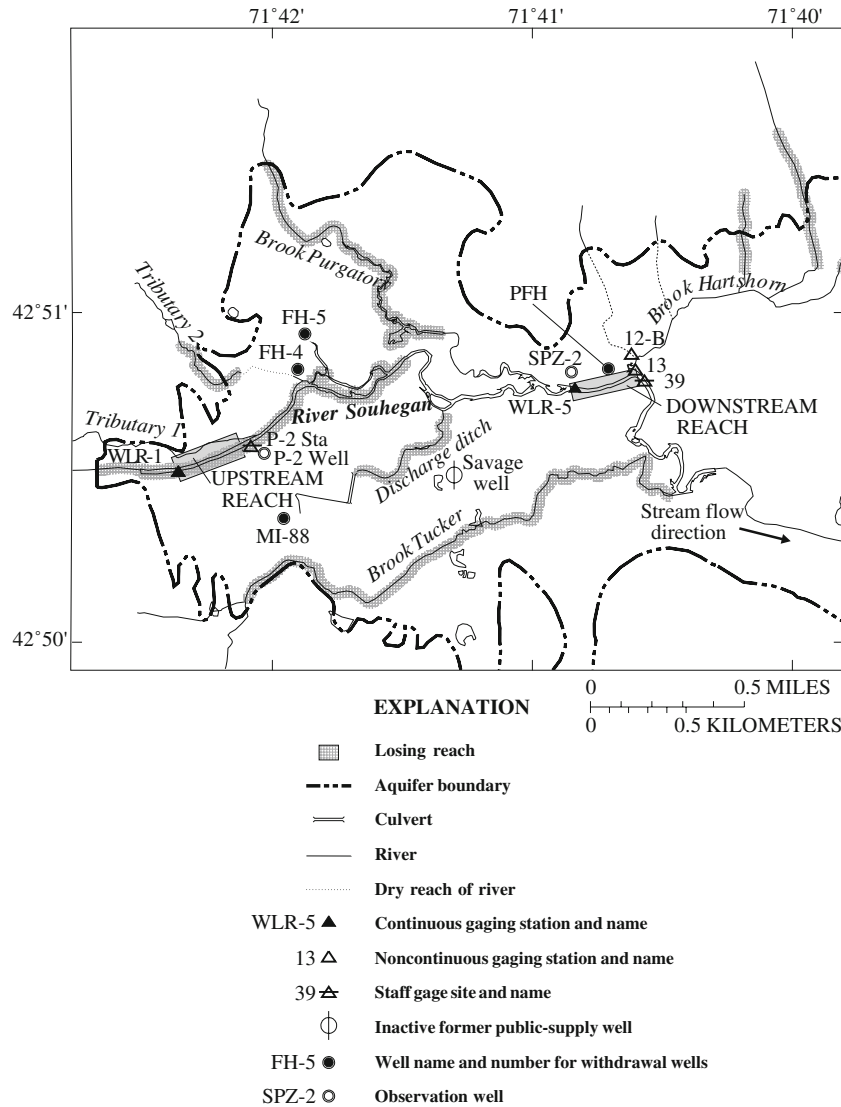 71°42'
71°41'
71°40'
42°51'
42°50'
Brook Purgatory
Tributary 2
FH-5
FH-4
PFH
Brook Hartshorn
12-B
SPZ-2
13
39
WLR-5
DOWNSTREAM
REACH
River Souhegan
Tributary 1
P-2 Sta
P-2 Well
WLR-1
UPSTREAM
REACH
Discharge ditch
Savage
well
MI-88
Brook Tucker
Stream flow
direction
0 0.5 MILES
0 0.5 KILOMETERS
EXPLANATION
Losing reach
Aquifer boundary
Culvert
River
Dry reach of river
WLR-5 Continuous gaging station and name
13 Noncontinuous gaging station and name
39 Staff gage site and name
Inactive former public-supply well
FH-5 Well name and number for withdrawal wells
SPZ-2 Observation well